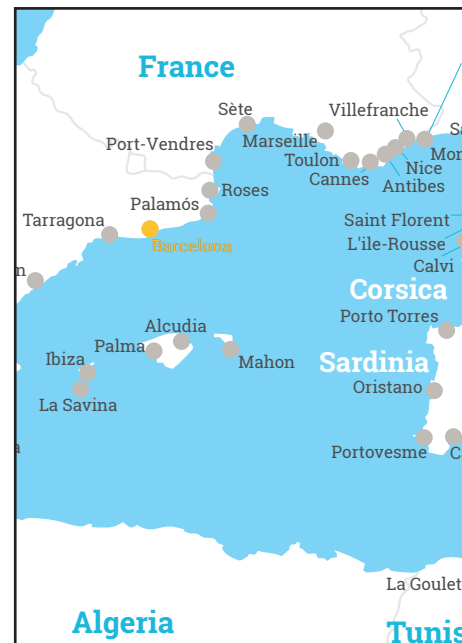 France
Sète
Villefranche
Marseille
Port-Vendres
Toulon
Nice
Cannes
Antibes
Roses
Palamós
Tarragona
Saint Florent
Barcelona
L'ile-Rousse
Calvi
Corsica
Porto Torres
Alcudia
Palma
Ibiza
Mahon
Sardinia
La Savina
Oristano
Portovesme
La Goulet
Algeria
Tunis